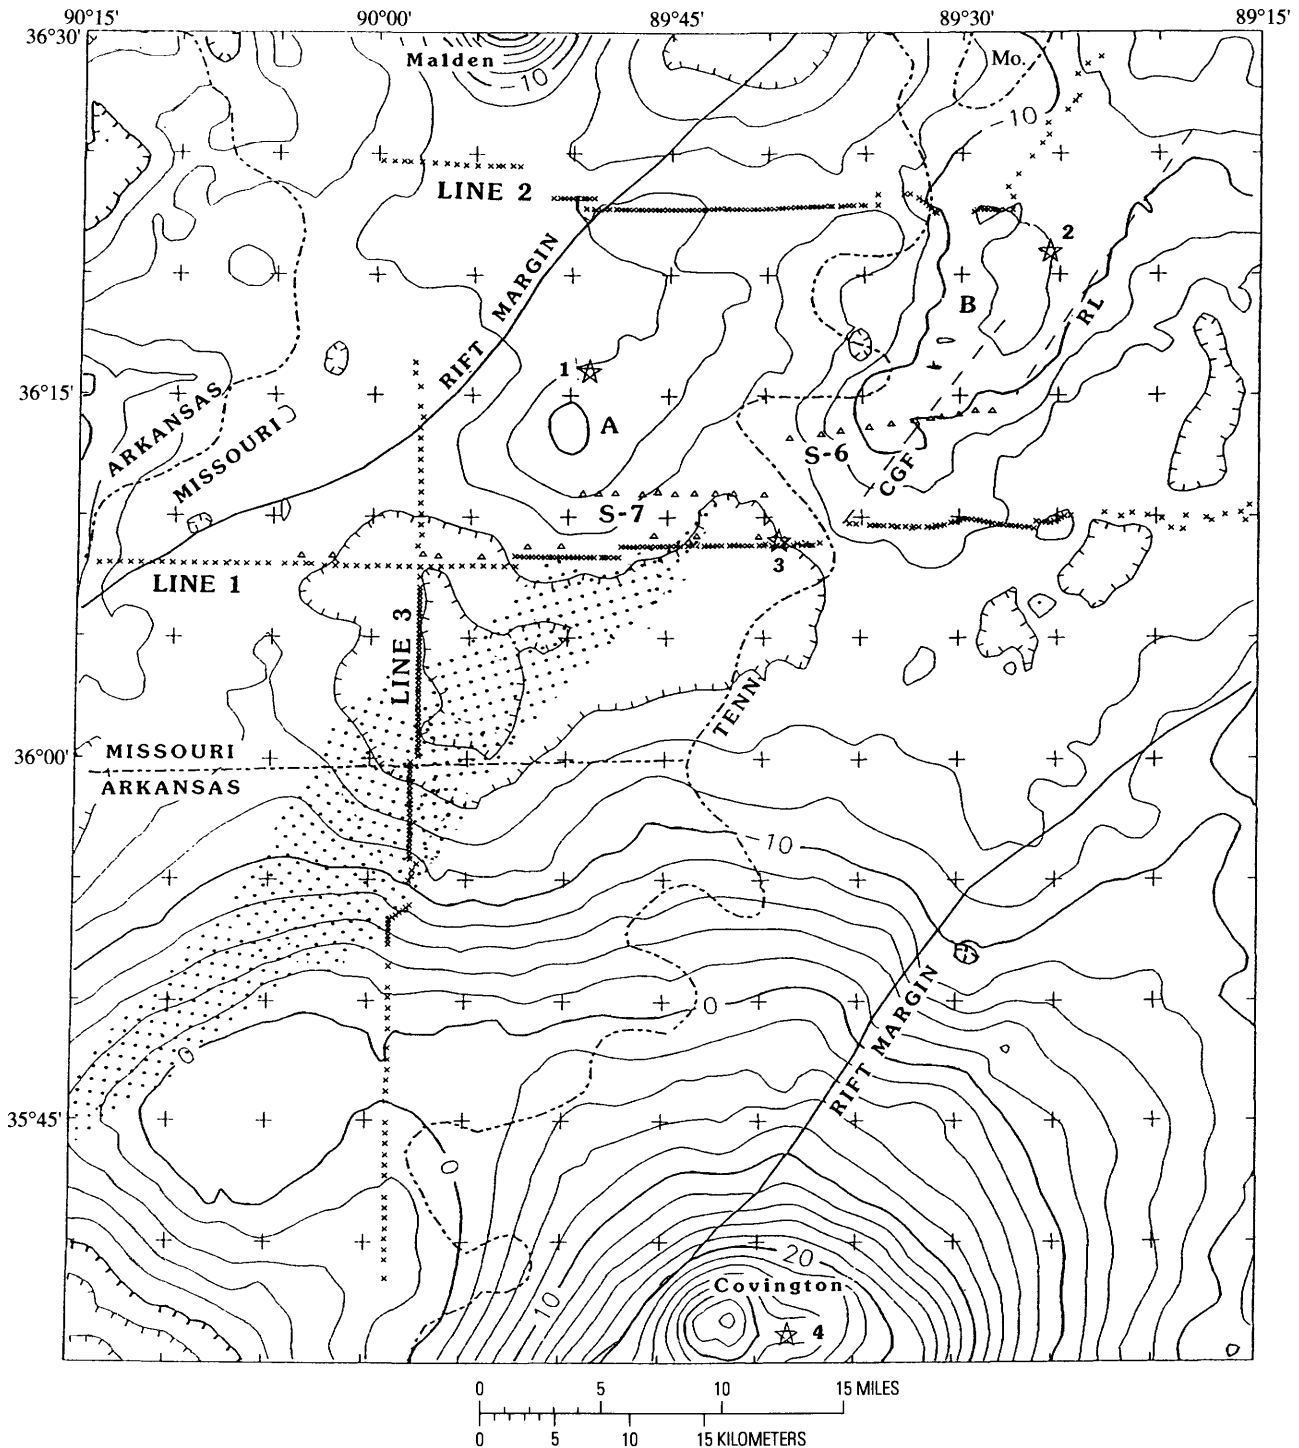 90°15' 90°00' 89°45' 89°30' 89°15'
36°30'
Malden
-10
Mo.
-10
LINE 2
2
RIFT MARGIN
B
RL
1
36°15'
ARKANSAS
MISSOURI
A
S-6
CGF
S-7
LINE 1
3
LINE 3
TENN
36°00'
MISSOURI
ARKANSAS
-10
0
RIFT MARGIN
0
35°45'
0
20
Covington
10
4
0 5 10 15 MILES
0 5 10 15 KILOMETERS